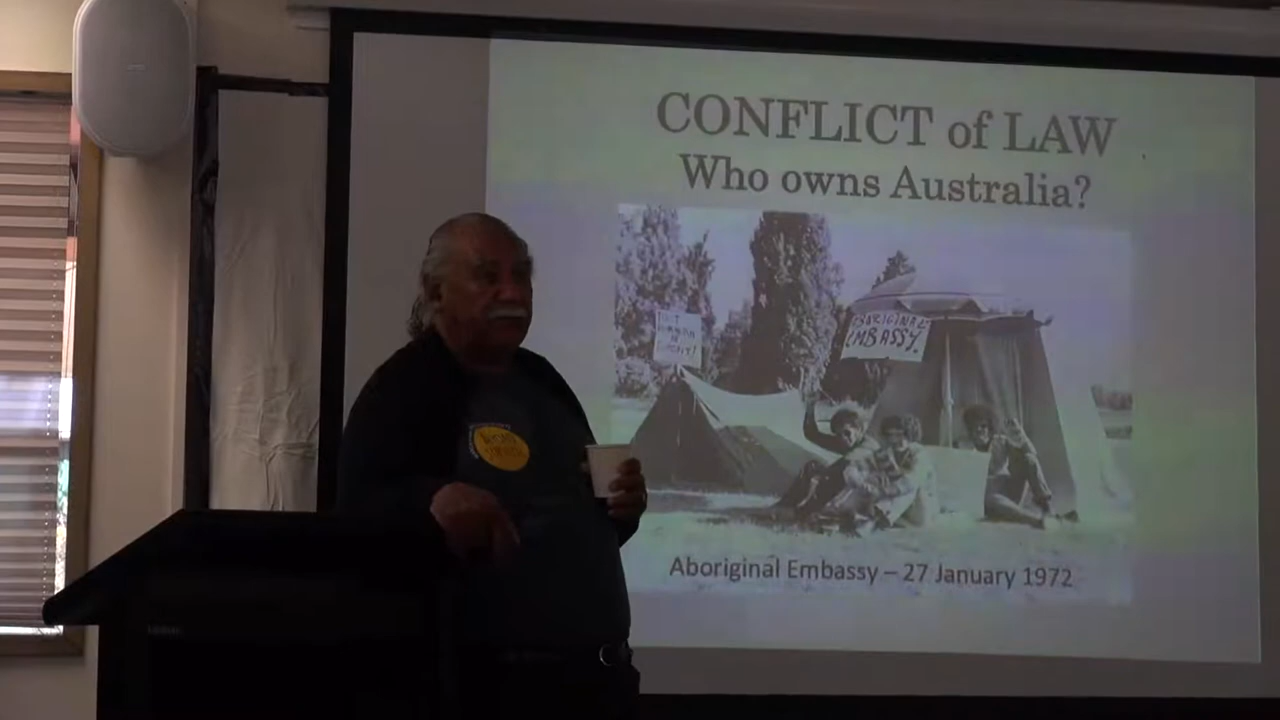 CONFLICT of LAW
Who owns Australia?
ABORIGINAL
EMBASSY.
Aboriginal Embassy – 27 January 1972